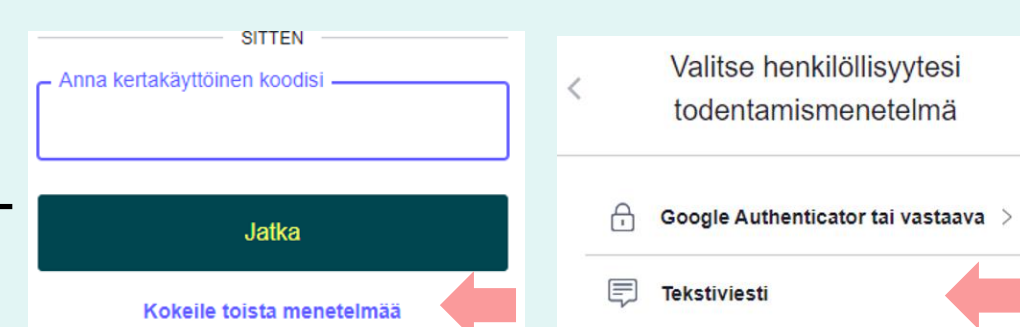 SITTEN
Anna kertakäyttöinen koodisi
Jatka
Kokeile toista menetelmää
Valitse henkilöllisyytesi
todentamismenetelmä
Google Authenticator tai vastaava
Tekstiviesti